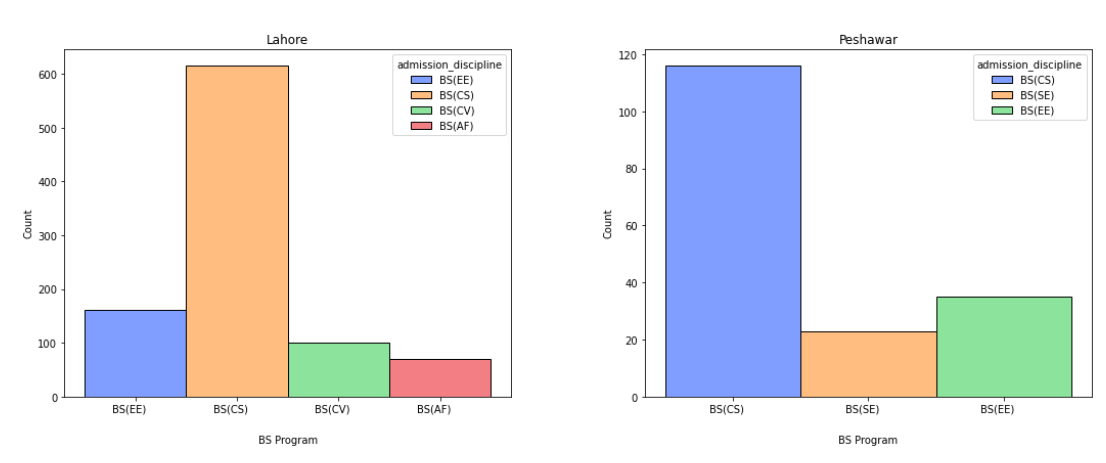 Lahore
Count
600
500
400
300
200
100
0
admission_discipline
BS(EE)
BS(CS)
BS(CV)
BS(AF)
BS(EE) BS(CS) BS(CV) BS(AF)
BS Program
Peshawar
Count
120
100
80
60
40
20
0
admission_discipline
BS(CS)
BS(SE)
BS(EE)
BS(CS) BS(SE) BS(EE)
BS Program